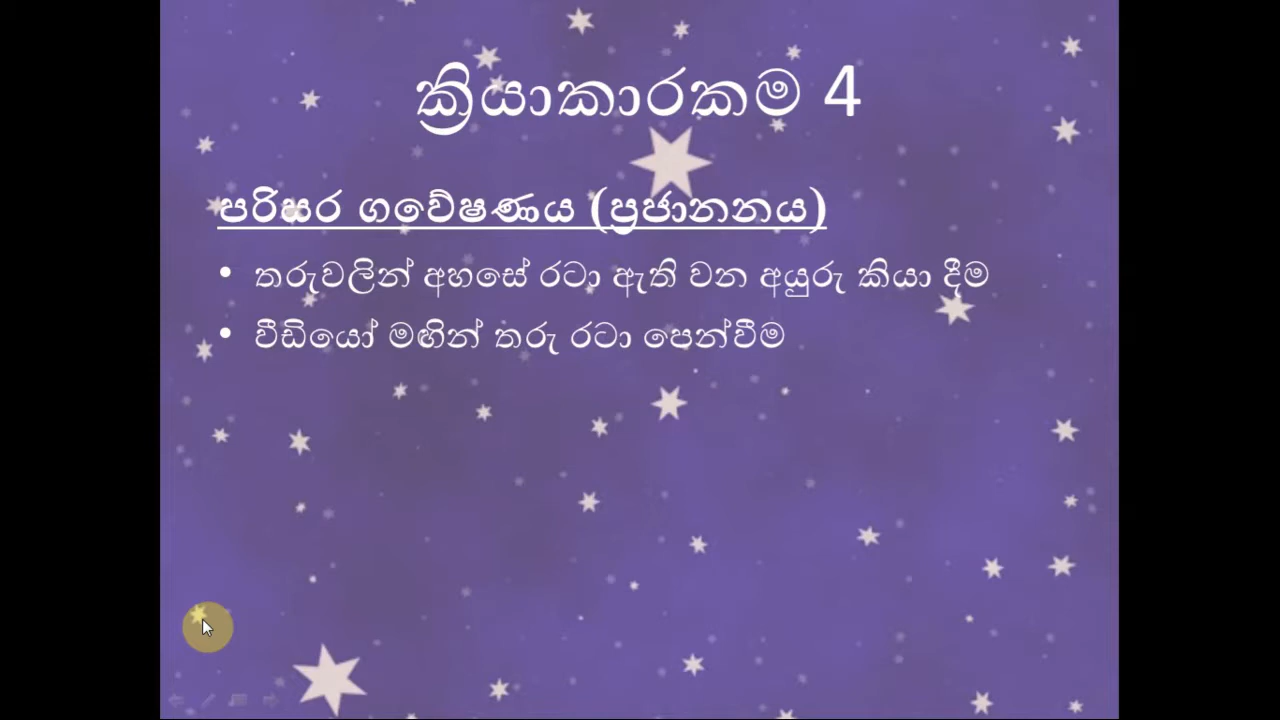 ක්‍රියාකාරකම 4
පරිසර ගවේෂණය (ප්‍රජානනය)
• තරුවලින් අහසේ රටා ඇති වන අයුරු කියා දීම
• වීඩියෝ මඟින් තරු රටා පෙන්වීම